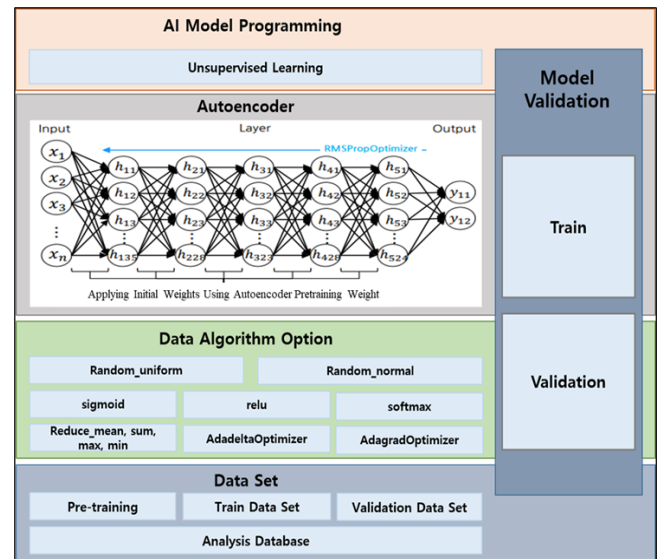 AI Model Programming
Unsupervised Learning
Model
Validation
Autoencoder
Input Layer Output
RMSPropOptimizer
x1 h11 h21 h31 h41 h51
x2 h12 h22 h32 h42 h52 y11
x3 h13 h23 h33 h43 h53 y12
⋮ ⋮ ⋮ ⋮ ⋮ ⋮
xn h135 h228 h323 h428 h524
Applying Initial Weights Using Autoencoder Pretraining Weight
Train
Data Algorithm Option
Random_uniform Random_normal
sigmoid relu softmax
Reduce_mean, sum,
max, min
AdadeltaOptimizer AdagradOptimizer
Validation
Data Set
Pre-training Train Data Set Validation Data Set
Analysis Database